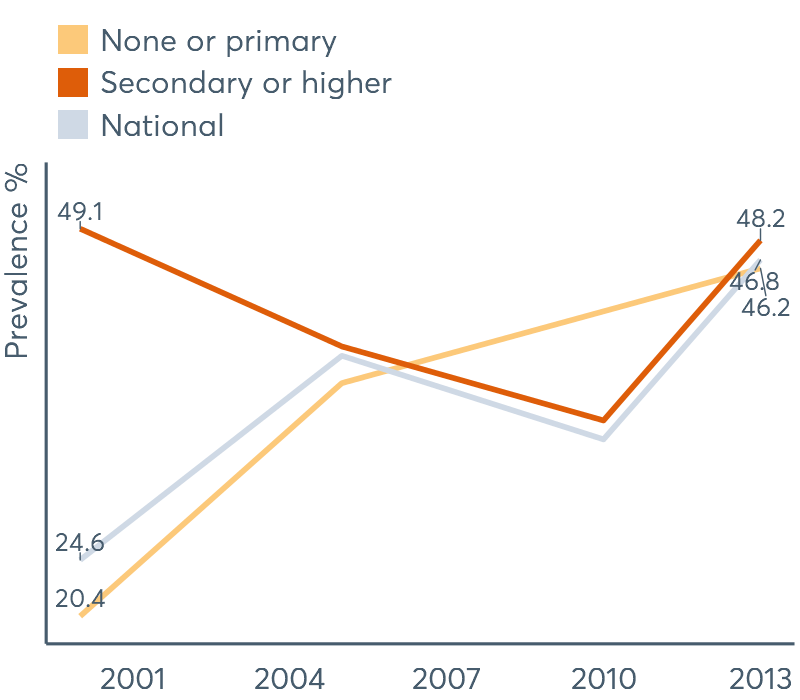 None or primary
Secondary or higher
National
Prevalence %
49.1
48.2
46.8
46.2
24.6
20.4
2001 2004 2007 2010 2013